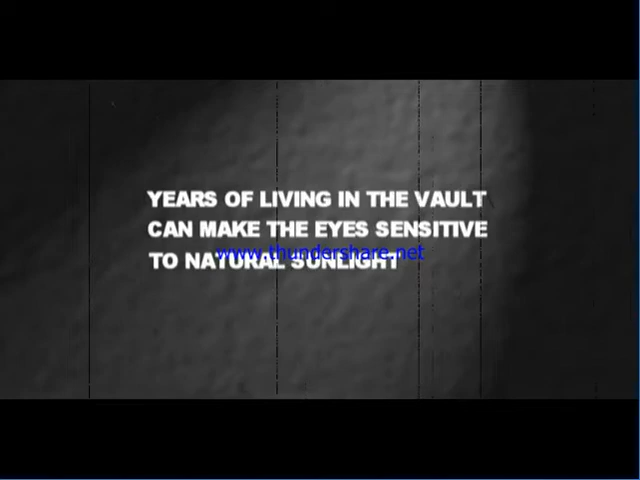 YEARS OF LIVING IN THE VAULT
CAN MAKE THE EYES SENSITIVE
www.thundershare.net
TO NATURAL SUNLIGHT